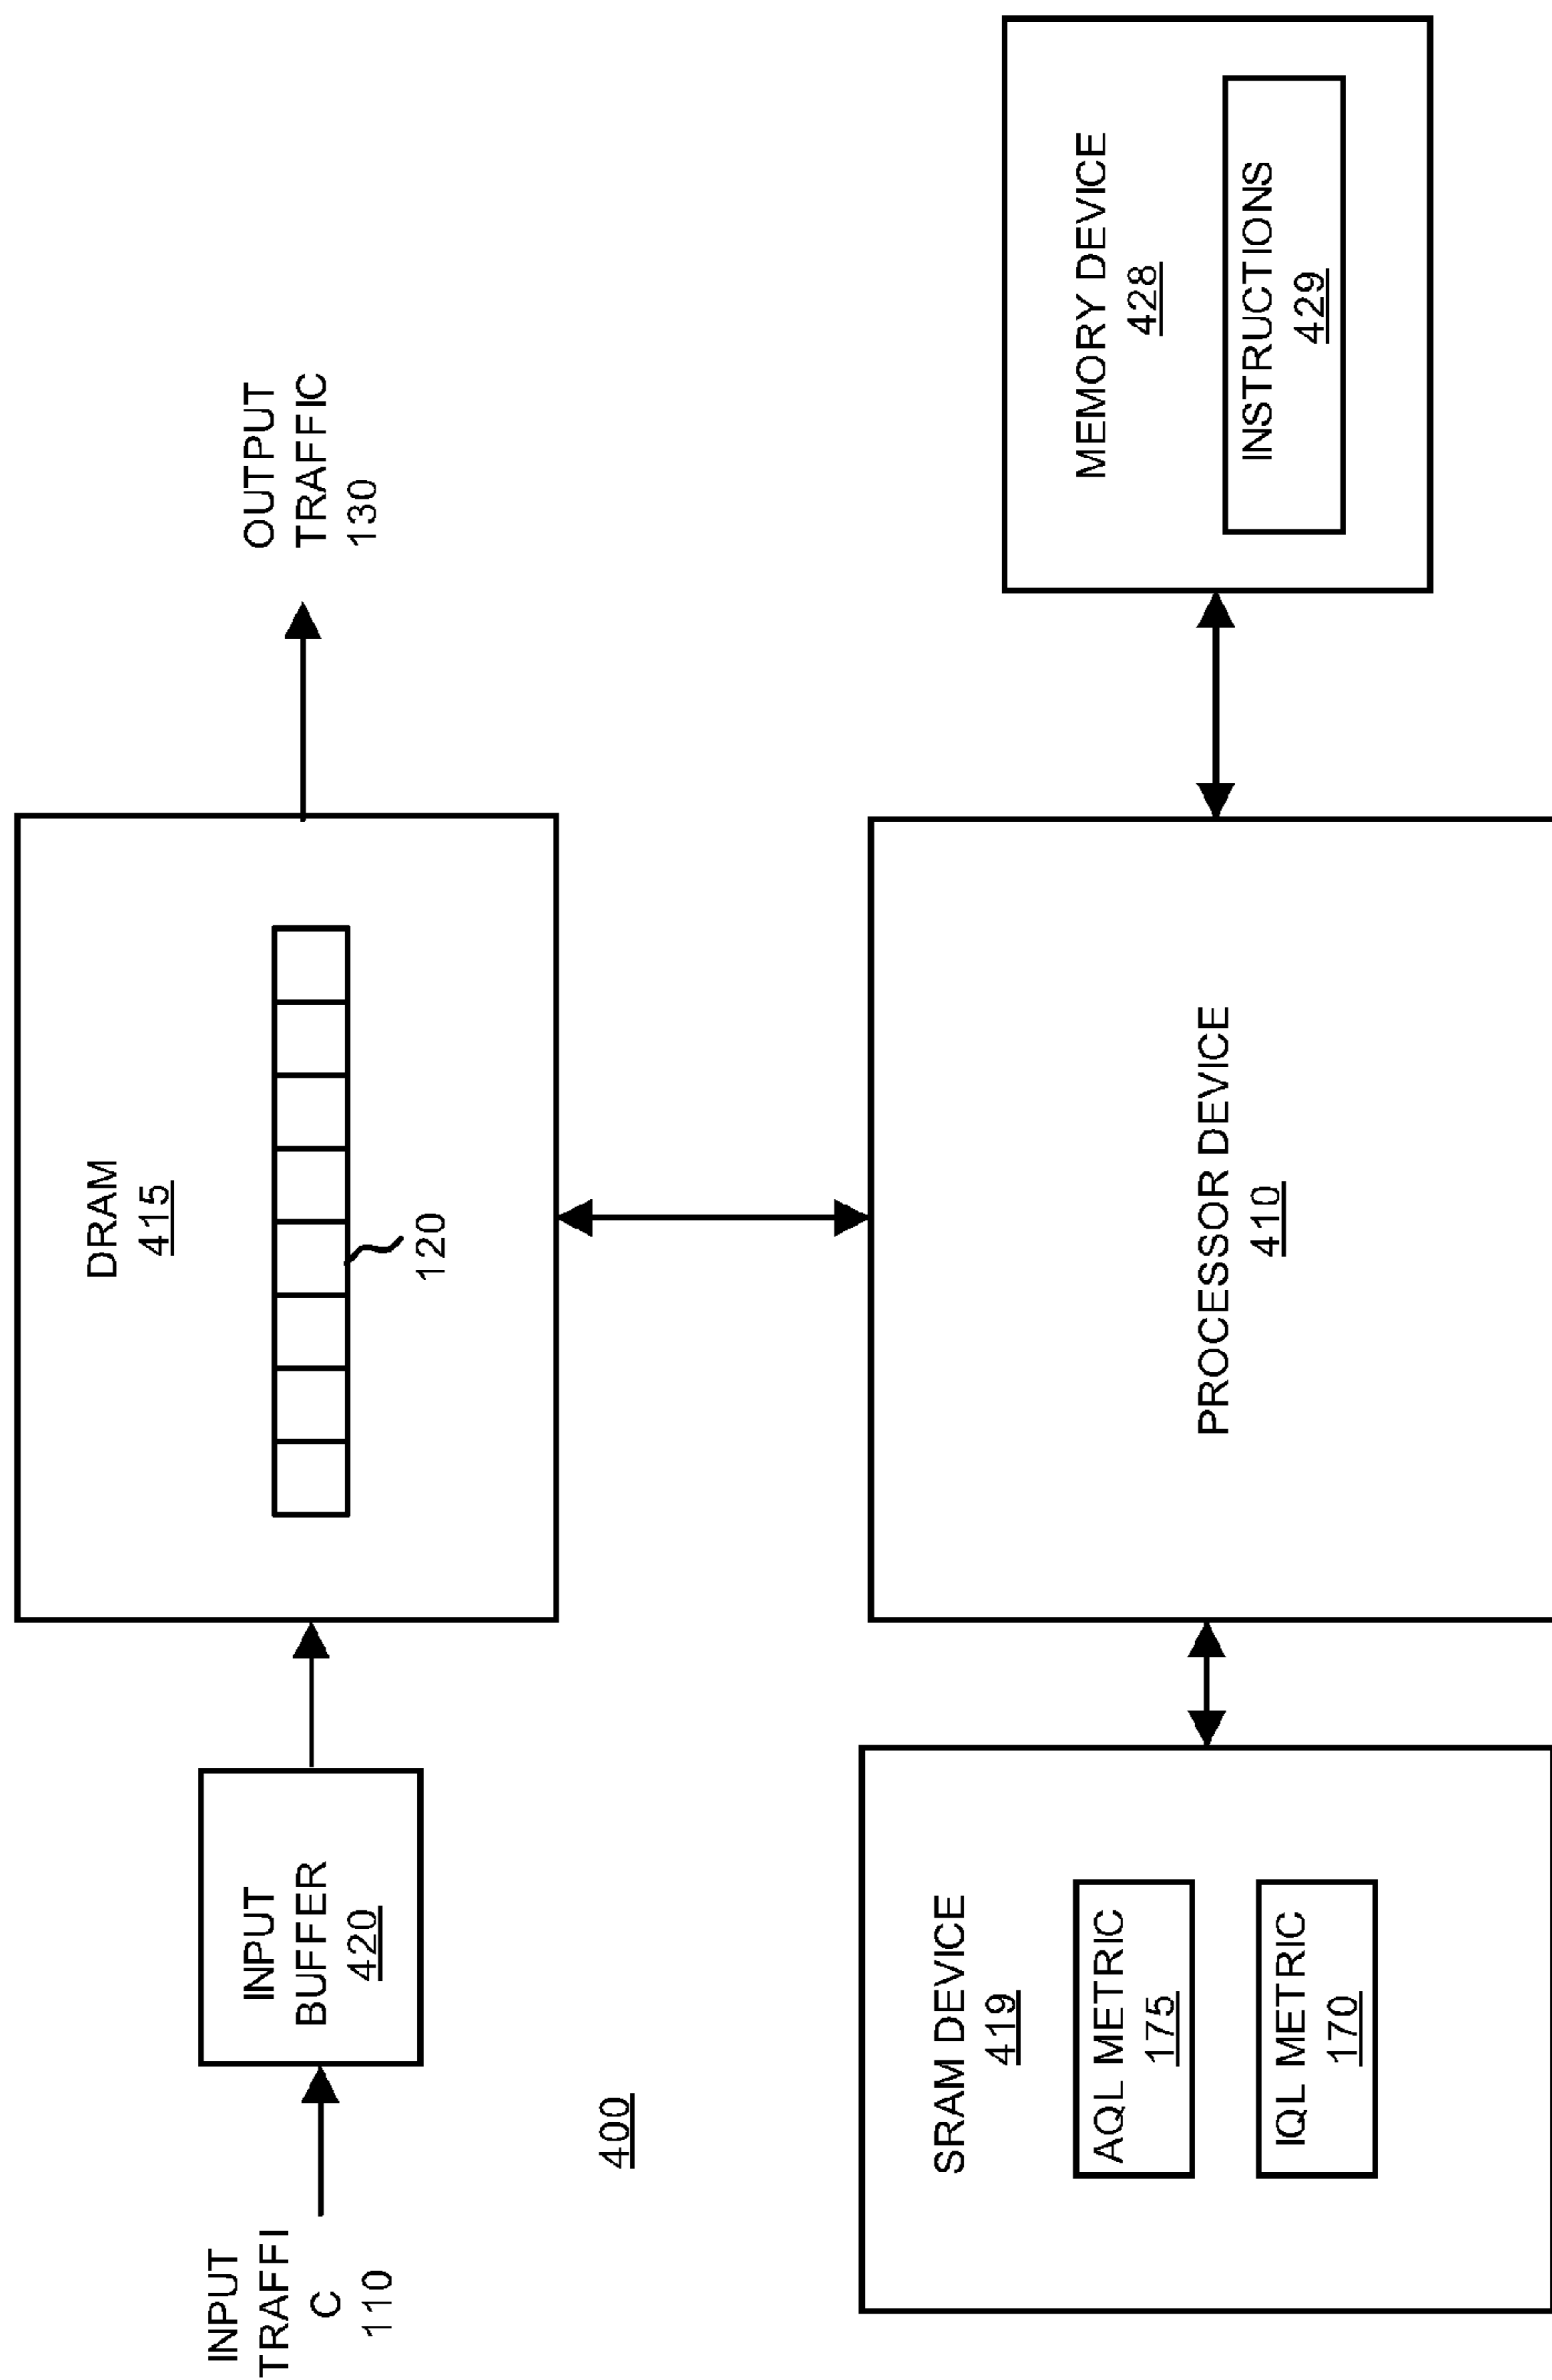 INPUT
TRAFFI
C
110
INPUT
BUFFER
420
DRAM
415
120
OUTPUT
TRAFFIC
130
400
SRAM DEVICE
419
AQL METRIC
175
IQL METRIC
170
PROCESSOR DEVICE
410
MEMORY DEVICE
428
INSTRUCTIONS
429